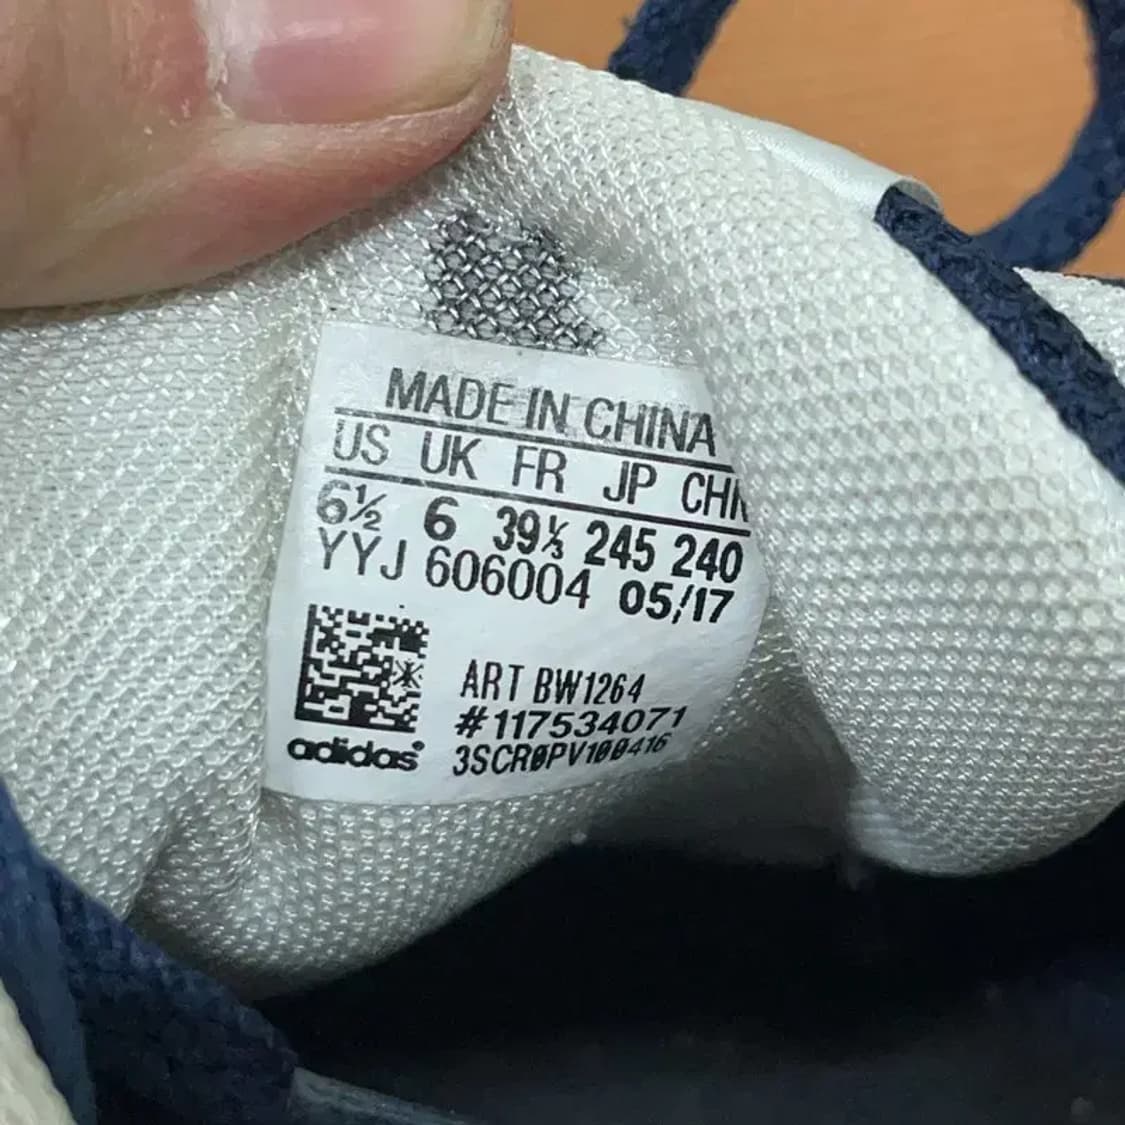 MADE IN CHINA
US UK FR JP CHN
6½ 6 39⅓ 245 240
YYJ 606004 05/17
ART BW1264
#117534071
3SCR0PV100416
adidas®